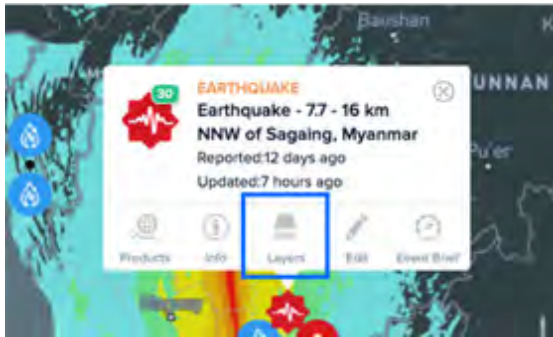 Baoshan
UNNAN
Pu'er
30
EARTHQUAKE
Earthquake - 7.7 - 16 km
NNW of Sagaing, Myanmar
Reported:12 days ago
Updated:7 hours ago
Products
Info
Layers
Edit
Event Brief